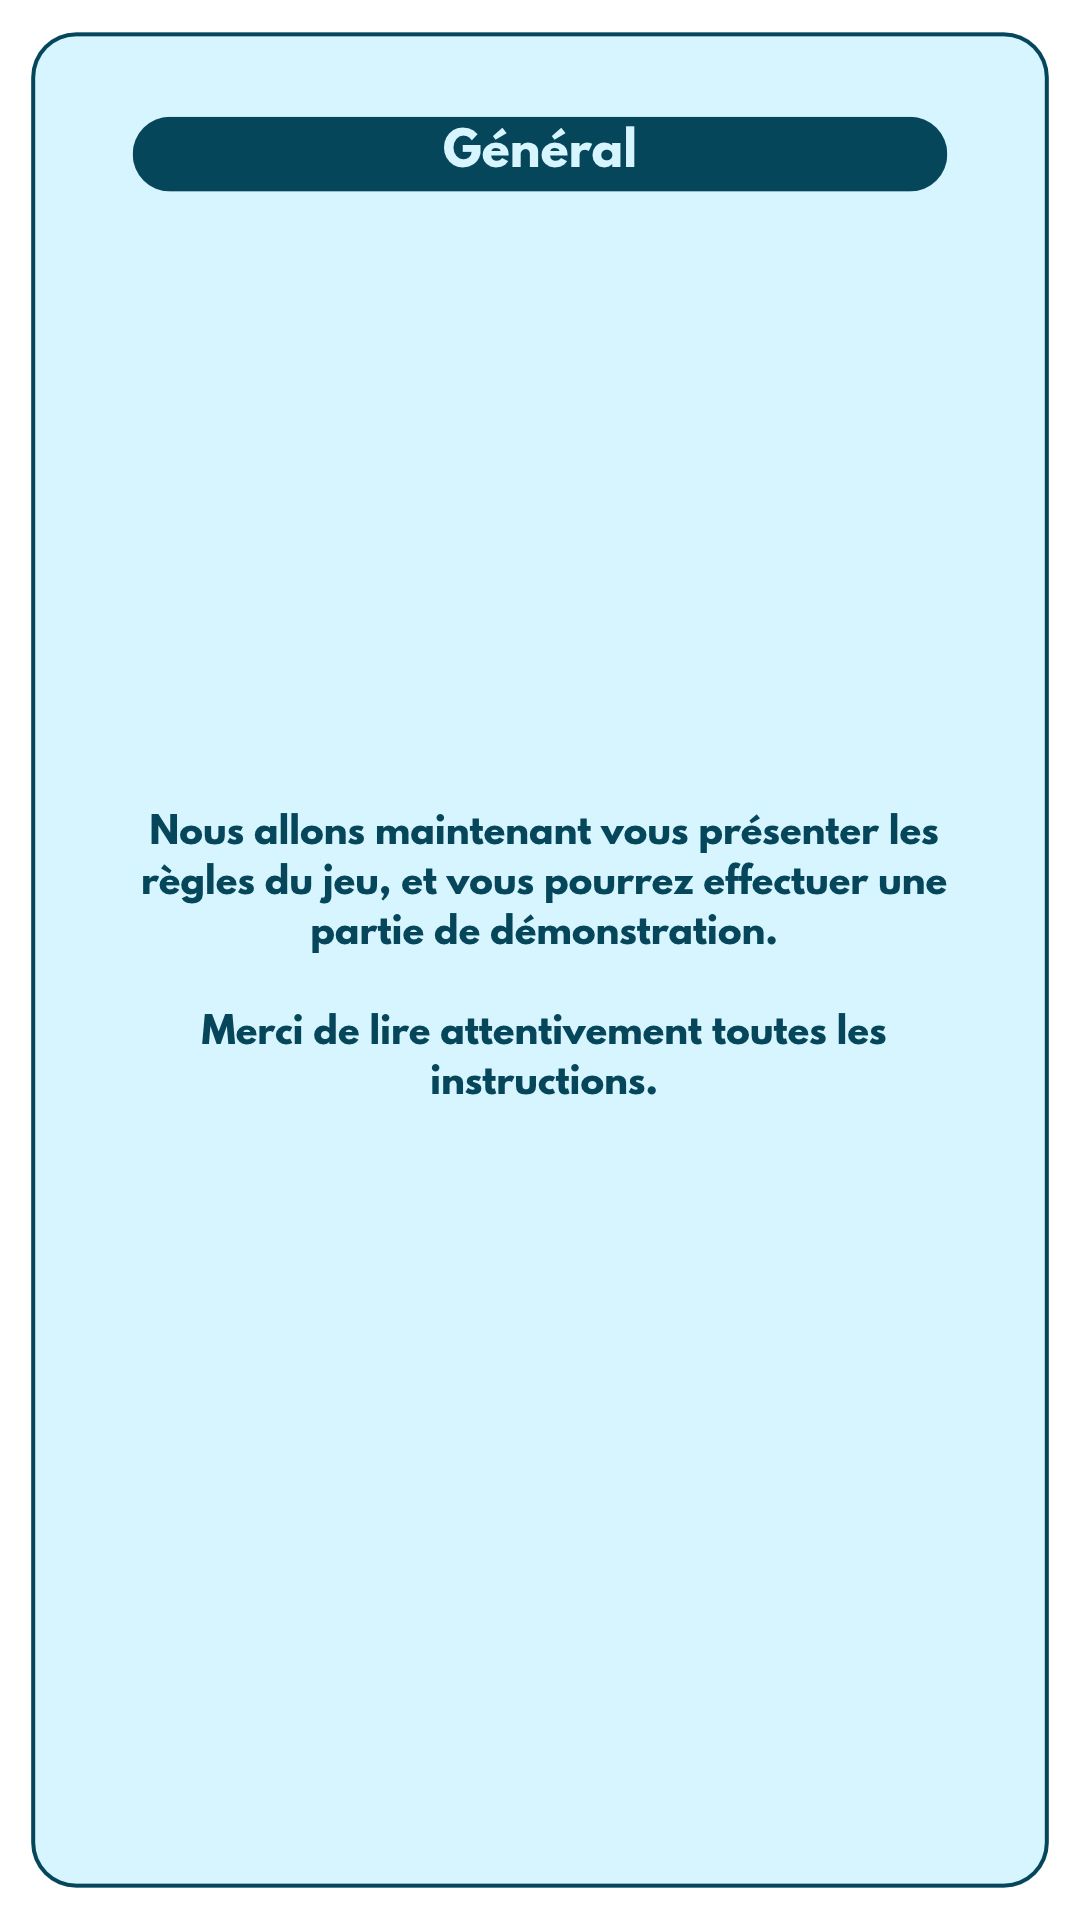 Général
Nous allons maintenant vous présenter les
règles du jeu, et vous pourrez effectuer une
partie de démonstration.
Merci de lire attentivement toutes les
instructions.